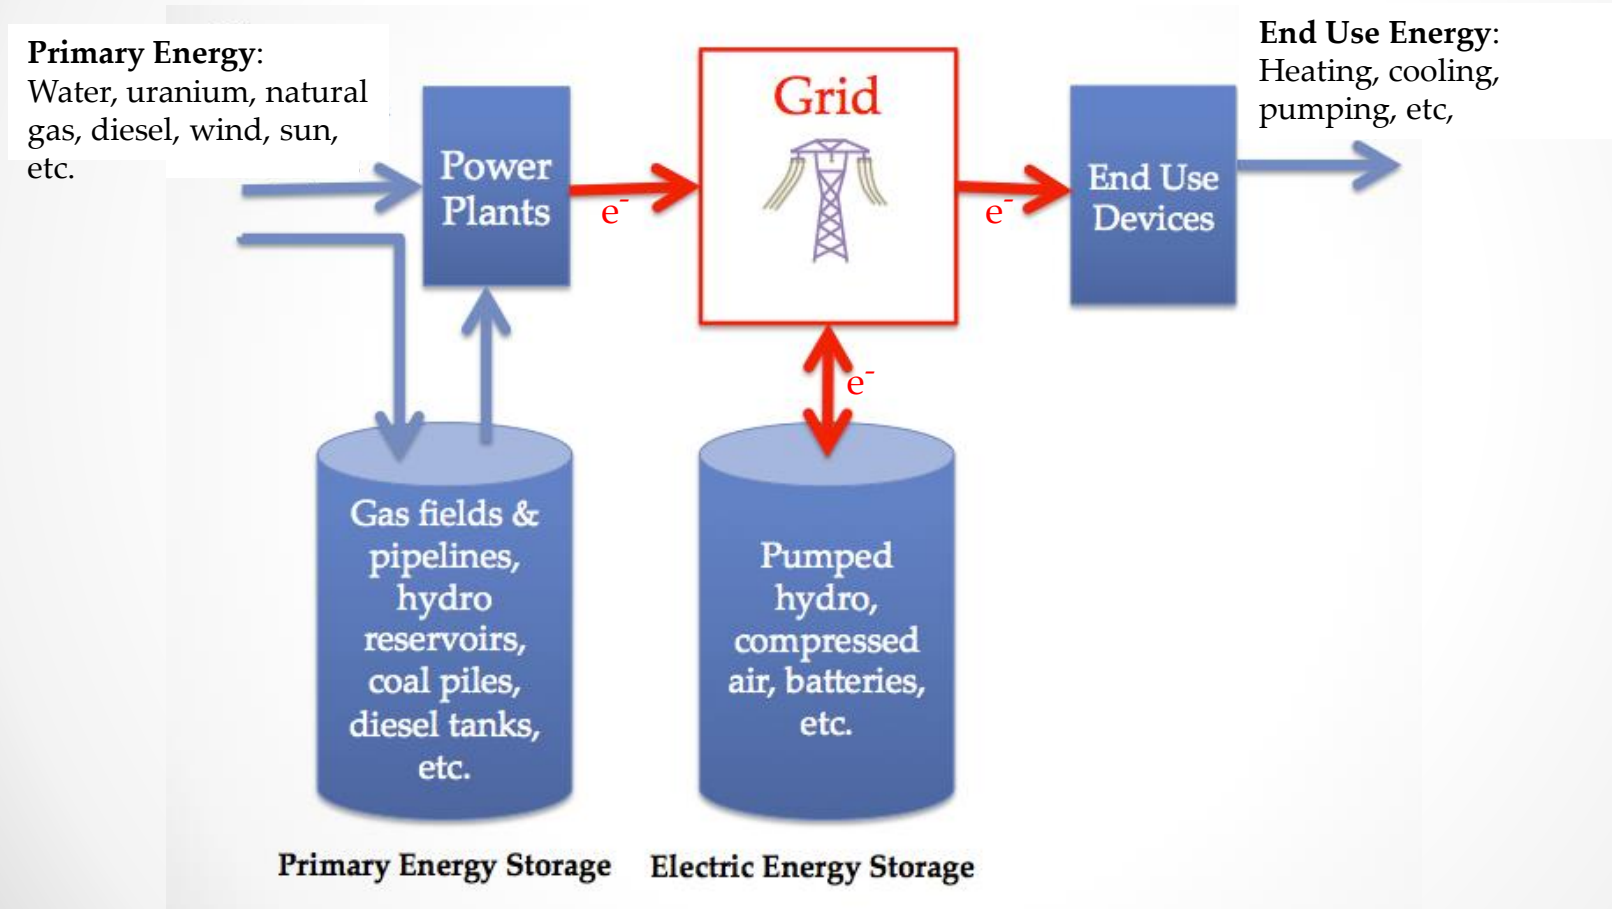 Primary Energy:
Water, uranium, natural
gas, diesel, wind, sun,
etc.
Power
Plants
e-
Grid
e-
End Use
Devices
End Use Energy:
Heating, cooling,
pumping, etc,
e-
Gas fields &
pipelines,
hydro
reservoirs,
coal piles,
diesel tanks,
etc.
Pumped
hydro,
compressed
air, batteries,
etc.
Primary Energy Storage
Electric Energy Storage